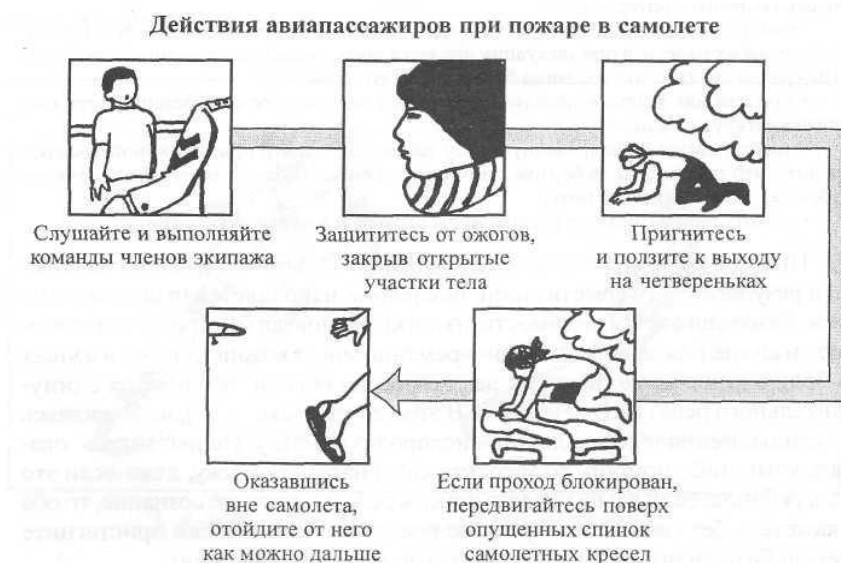 Действия авиапассажиров при пожаре в самолете
Слушайте и выполняйте
команды членов экипажа
Защититесь от ожогов,
закрыв открытые
участки тела
Пригнитесь
и ползите к выходу
на четвереньках
Оказавшись
вне самолета,
отойдите от него
как можно дальше
Если проход блокирован,
передвигайтесь поверх
опущенных спинок
самолетных кресел